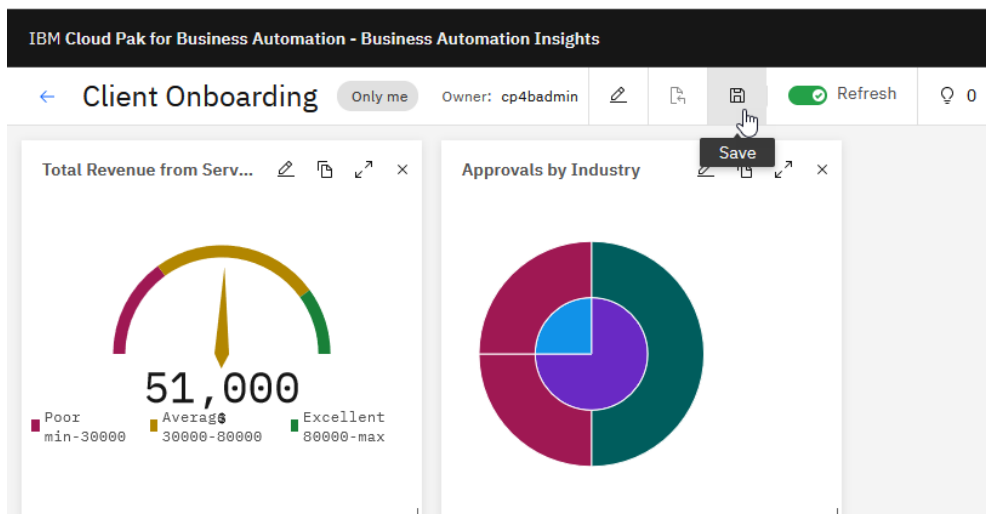 IBM Cloud Pak for Business Automation - Business Automation Insights
Client Onboarding Only me Owner: cp4badmin Refresh 0
Save
Total Revenue from Serv... Approvals by Industry
51,000
$
Poor Average Excellent
min-30000 30000-80000 80000-max